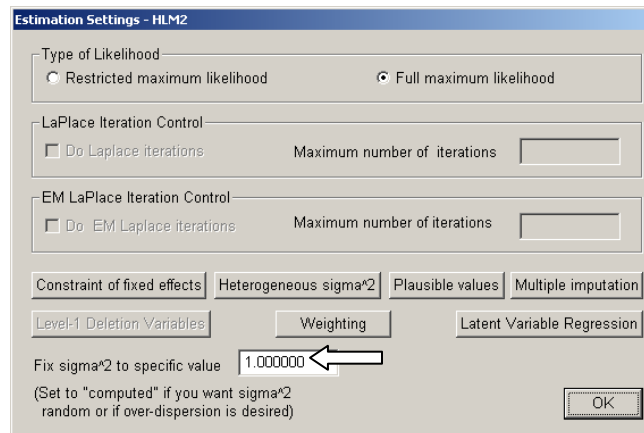 Estimation Settings - HLM2
Type of Likelihood
Restricted maximum likelihood
Full maximum likelihood
LaPlace Iteration Control
Do Laplace iterations
Maximum number of iterations
EM LaPlace Iteration Control
Do EM Laplace iterations
Maximum number of iterations
Constraint of fixed effects
Heterogeneous sigma^2
Plausible values
Multiple imputation
Level-1 Deletion Variables
Weighting
Latent Variable Regression
Fix sigma^2 to specific value
1.000000
(Set to "computed" if you want sigma^2
random or if over-dispersion is desired)
OK